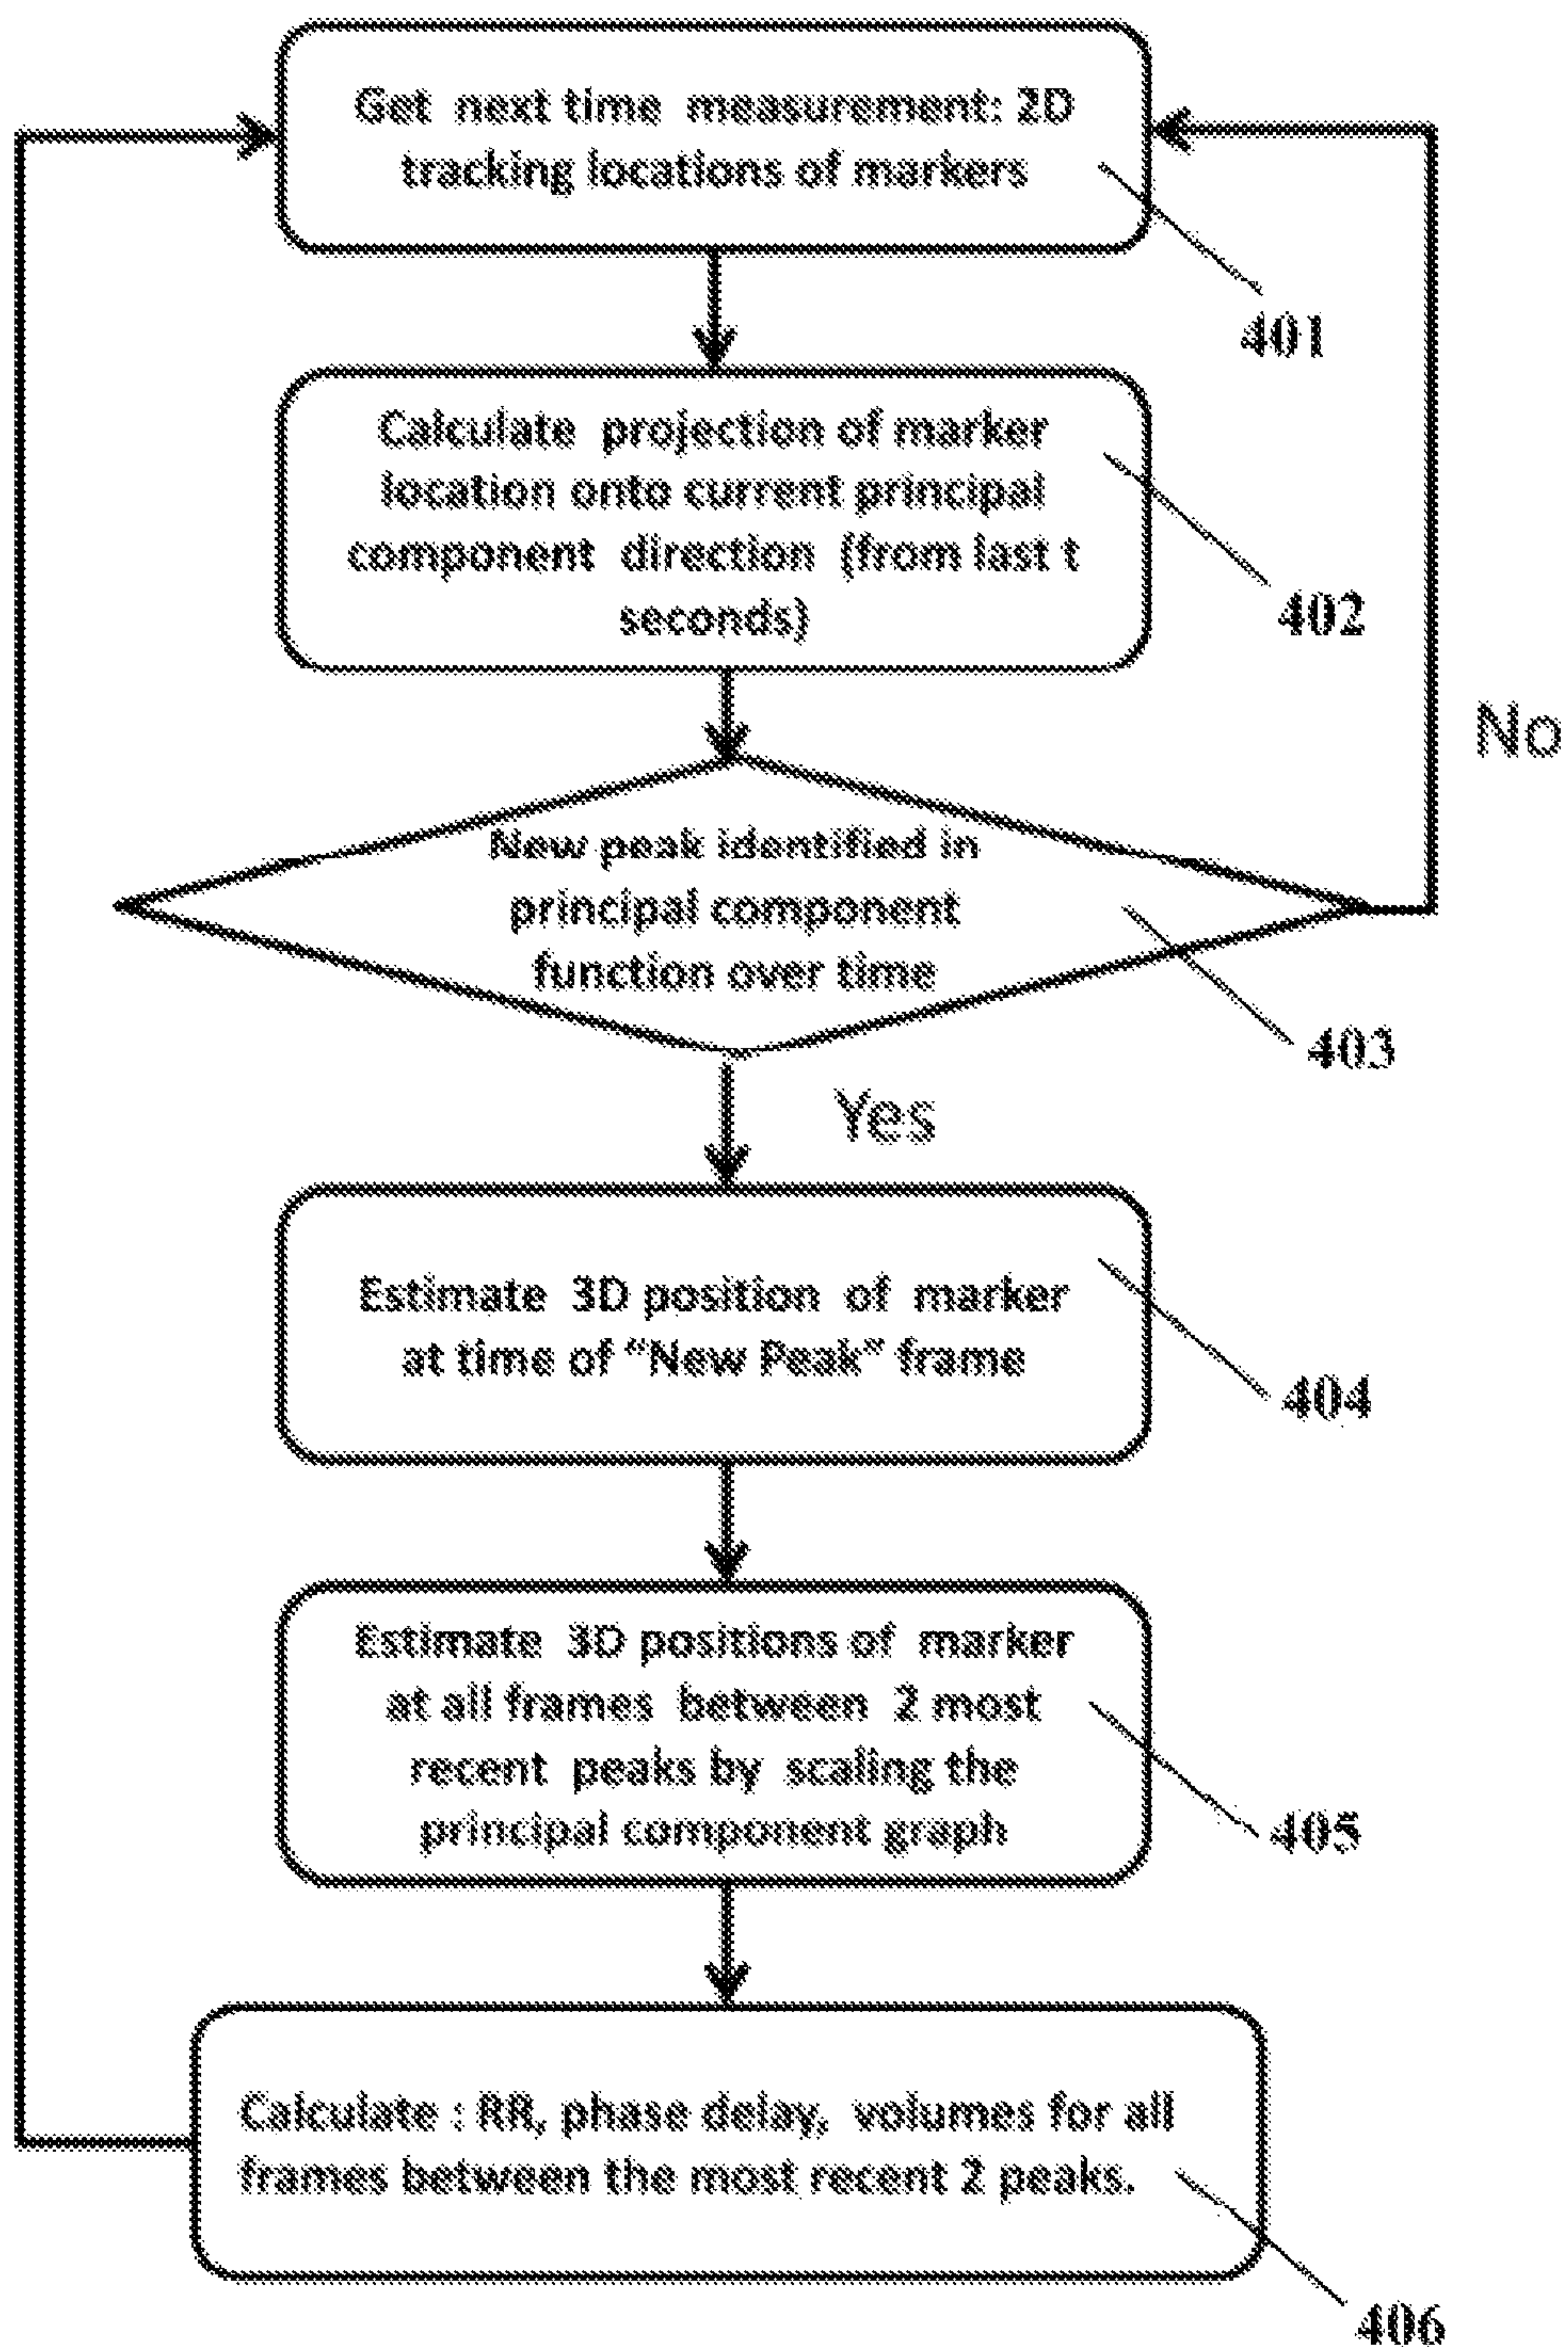 Get next time measurement: 2D
tracking locations of markers
401
Calculate projection of marker
location onto current principal
component direction (from last t
seconds)
402
No
New peak identified in
principal component
function over time
403
Yes
Estimate 3D position of marker
at time of “New Peak” frame
404
Estimate 3D positions of marker
at all frames between 2 most
recent peaks by scaling the
principal component graph
405
Calculate : RR, phase delay, volumes for all
frames between the most recent 2 peaks.
406